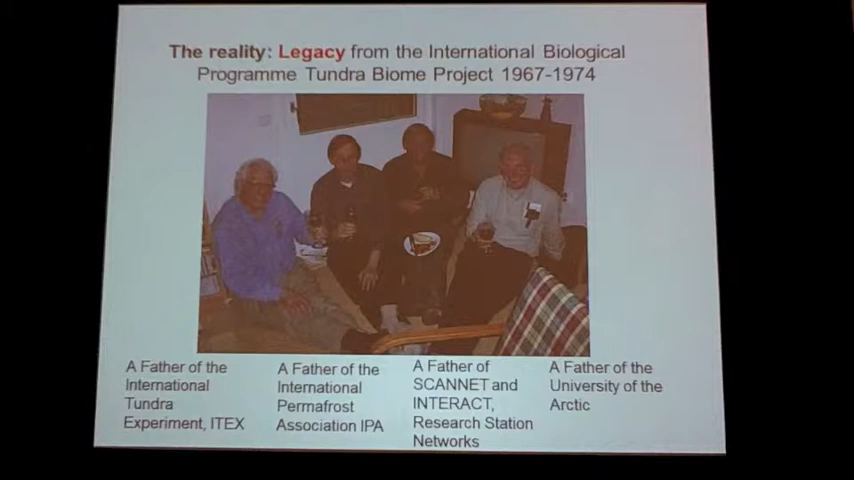 The reality: Legacy from the International Biological
Programme Tundra Biome Project 1967-1974
A Father of the
International
Tundra
Experiment, ITEX
A Father of the
International
Permafrost
Association IPA
A Father of
SCANNET and
INTERACT,
Research Station
Networks
A Father of the
University of the
Arctic